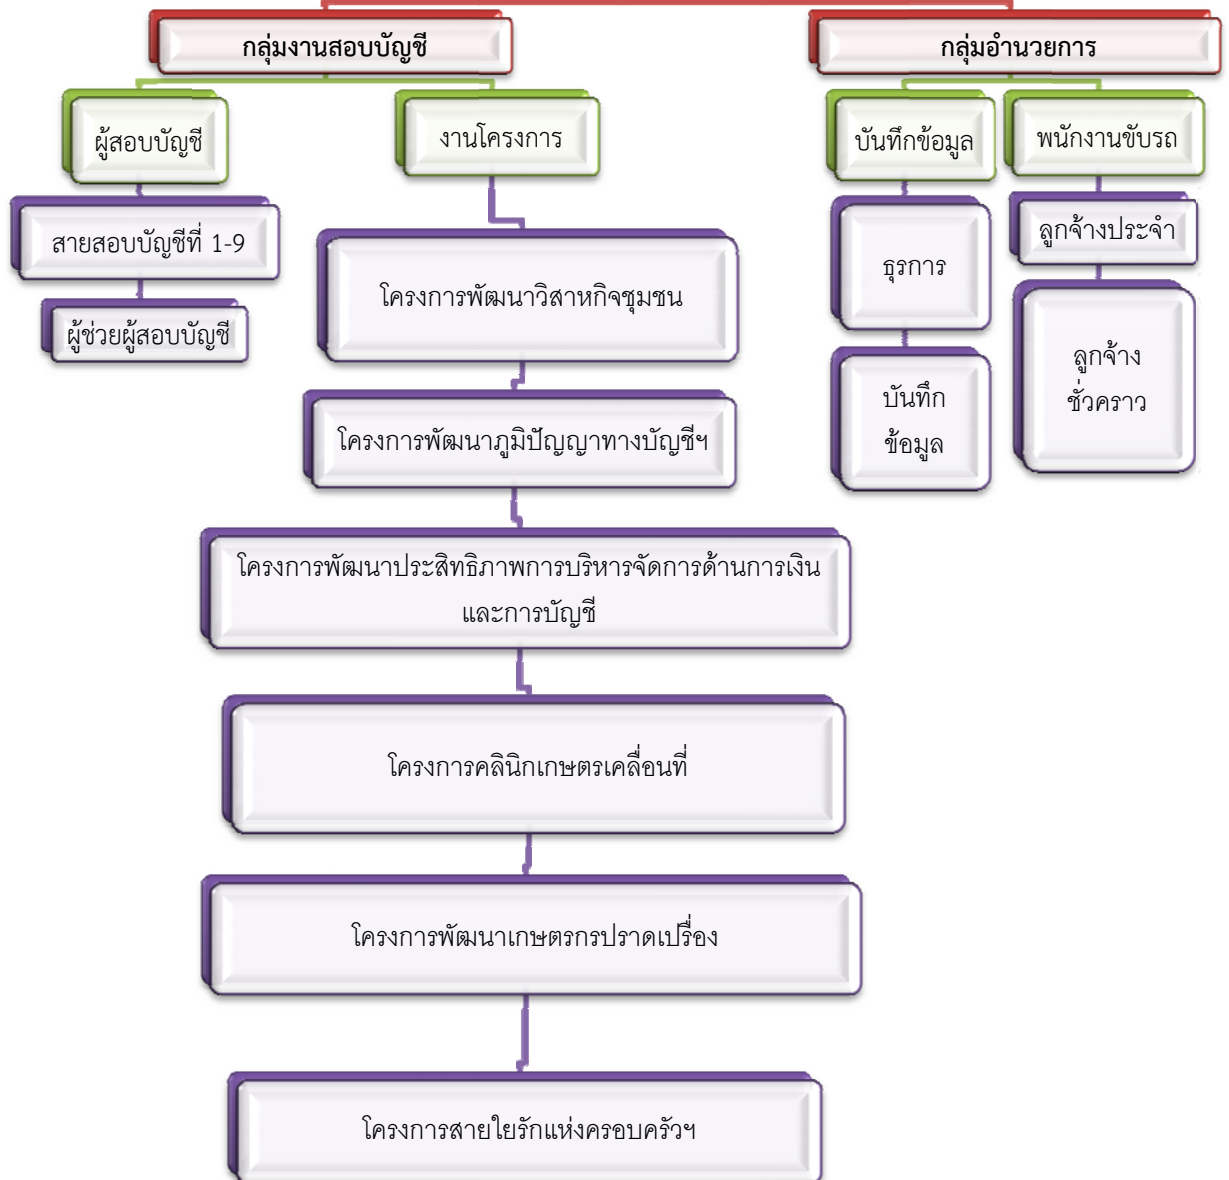 กลุ่มงานสอบบัญชี
กลุ่มอำนวยการ
ผู้สอบบัญชี
งานโครงการ
บันทึกข้อมูล
พนักงานขับรถ
สายสอบบัญชีที่ 1-9
ผู้ช่วยผู้สอบบัญชี
โครงการพัฒนาวิสาหกิจชุมชน
โครงการพัฒนาภูมิปัญญาทางบัญชีฯ
โครงการพัฒนาประสิทธิภาพการบริหารจัดการด้านการเงิน
และการบัญชี
โครงการคลินิกเกษตรเคลื่อนที่
โครงการพัฒนาเกษตรกรปราดเปรื่อง
โครงการสายใยรักแห่งครอบครัวฯ
ธุรการ
บันทึก
ข้อมูล
ลูกจ้างประจำ
ลูกจ้าง
ชั่วคราว